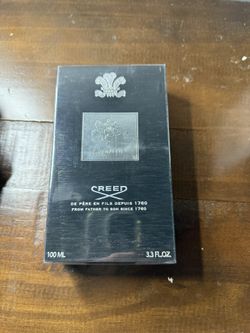 CREED
DE PÈRE EN FILS DEPUIS 1760
FROM FATHER TO SON SINCE 1760
100 ML 3.3 FL.OZ.